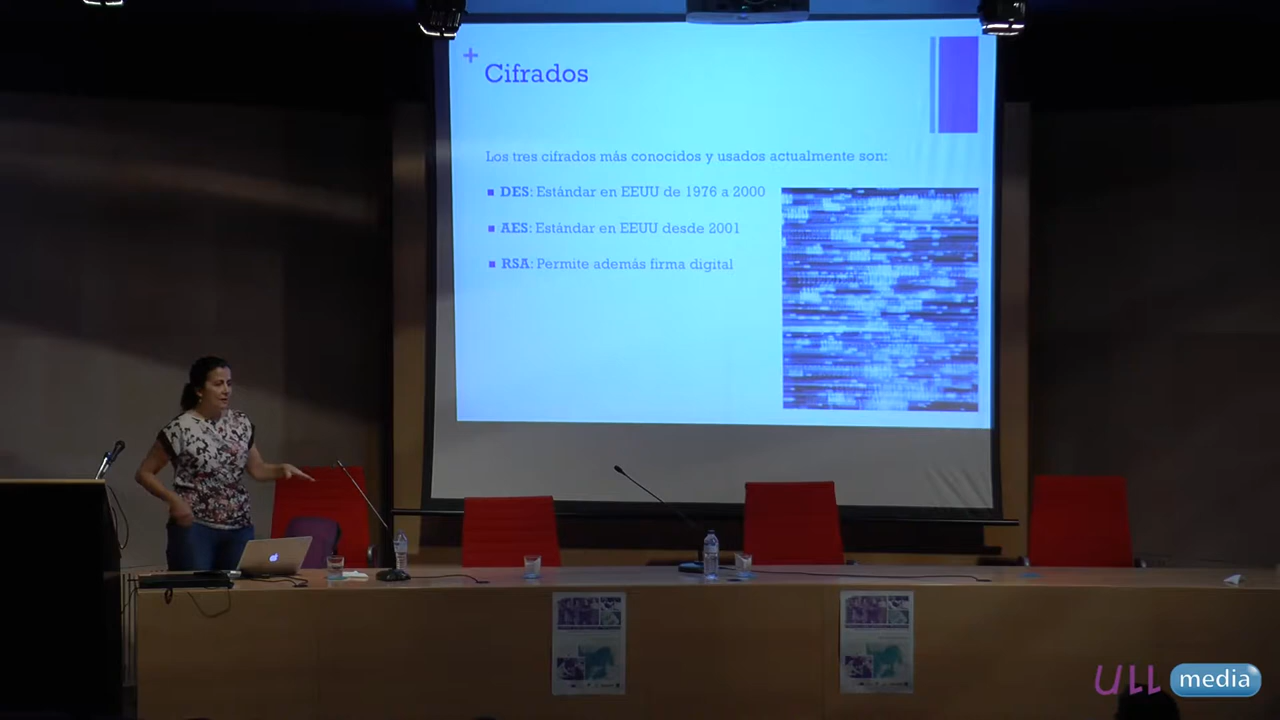 +
Cifrados
Los tres cifrados más conocidos y usados actualmente son:
▪ DES: Estándar en EEUU de 1976 a 2000
▪ AES: Estándar en EEUU desde 2001
▪ RSA: Permite además firma digital
ULL media